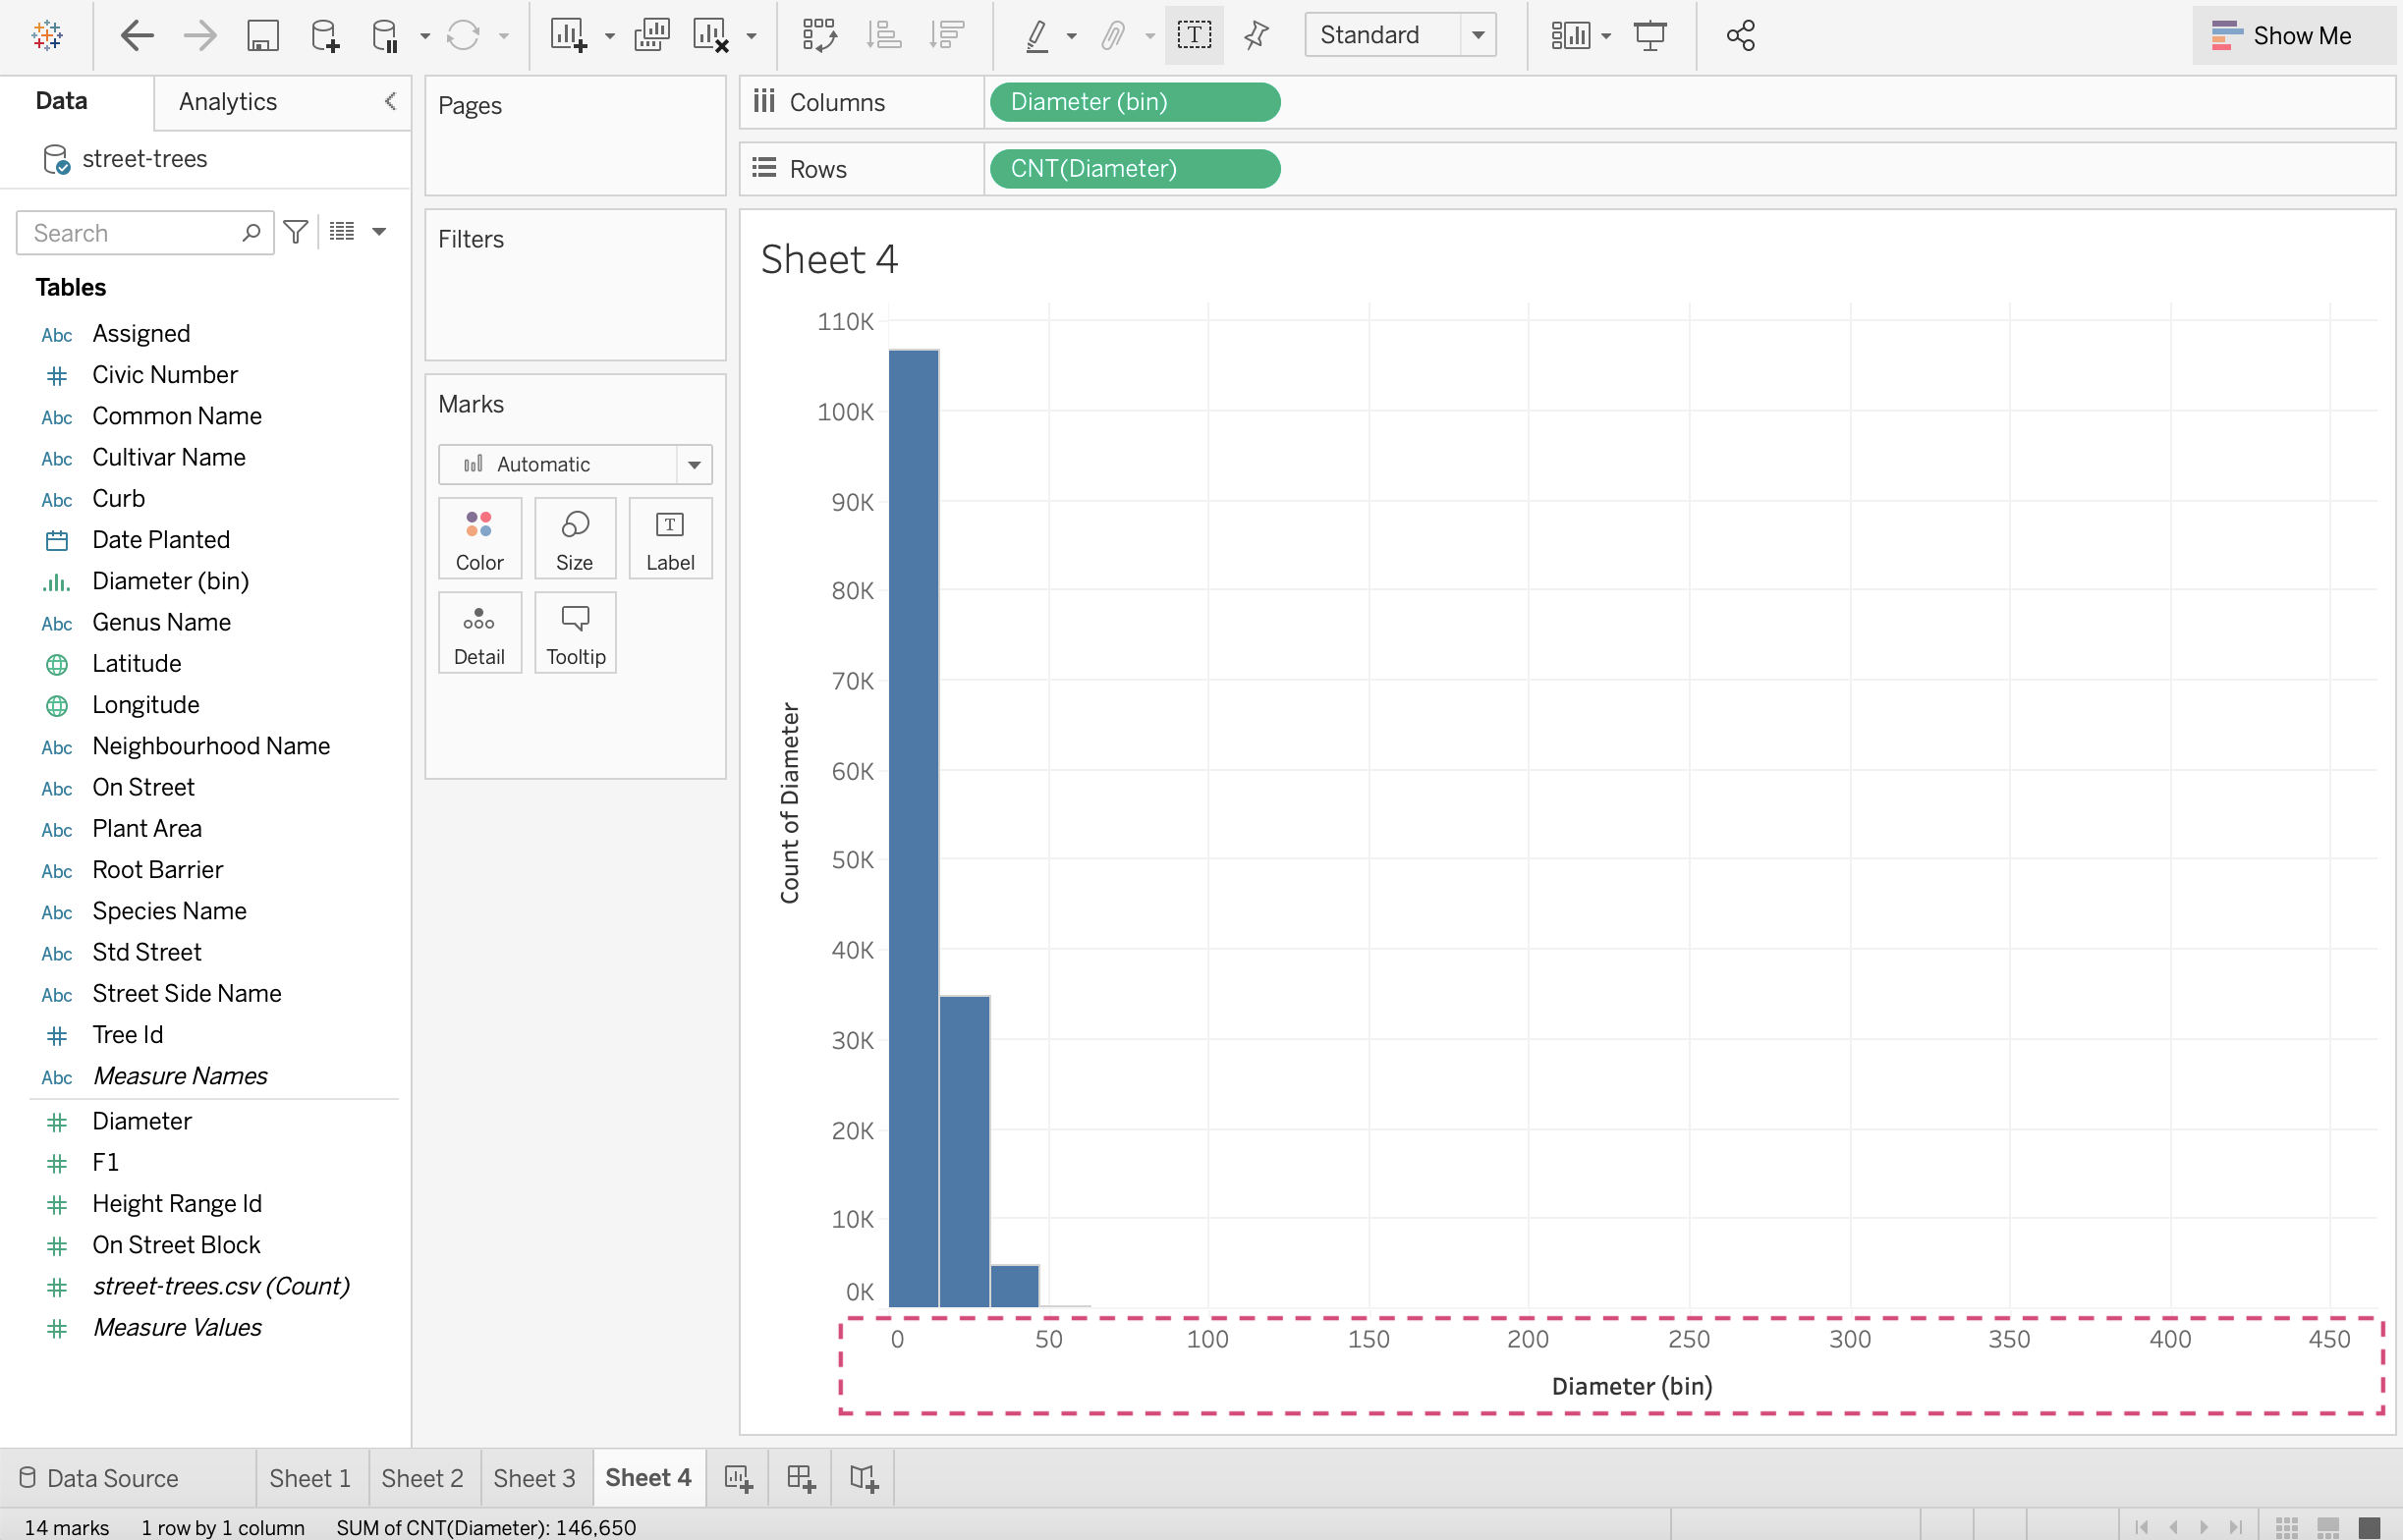 Standard
Show Me
Data
Analytics
street-trees
Search
Tables
Abc Assigned
Civic Number
Abc Common Name
Abc Cultivar Name
Abc Curb
Date Planted
Diameter (bin)
Abc Genus Name
Latitude
Longitude
Abc Neighbourhood Name
Abc On Street
Abc Plant Area
Abc Root Barrier
Abc Species Name
Abc Std Street
Abc Street Side Name
Tree Id
Abc Measure Names
Diameter
F1
Height Range Id
On Street Block
street-trees.csv (Count)
Measure Values
Pages
Filters
Marks
Automatic
Color Size Label
Detail Tooltip
Columns Diameter (bin)
Rows CNT(Diameter)
Sheet 4
110K
100K
90K
80K
70K
60K
50K
40K
30K
20K
10K
0K
Count of Diameter
0 50 100 150 200 250 300 350 400 450
Diameter (bin)
Data Source Sheet 1 Sheet 2 Sheet 3 Sheet 4
14 marks 1 row by 1 column SUM of CNT(Diameter): 146,650